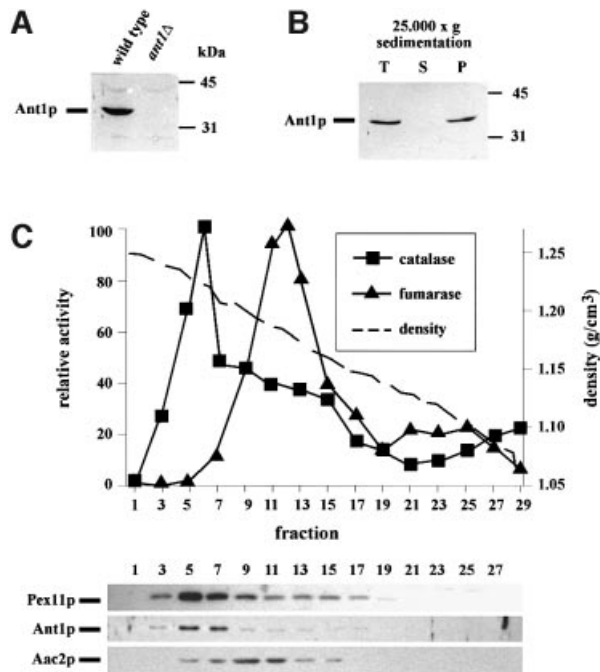 A
wild type
ant1Δ
kDa
45
Ant1p
31
B
25,000 x g
sedimentation
T S P
45
Ant1p
31
C
relative activity
100
80
60
40
20
0
catalase
fumarase
density
1.25
1.20
1.15
1.10
1.05
density (g/cm3)
1 3 5 7 9 11 13 15 17 19 21 23 25 27 29
fraction
1 3 5 7 9 11 13 15 17 19 21 23 25 27
Pex11p
Ant1p
Aac2p